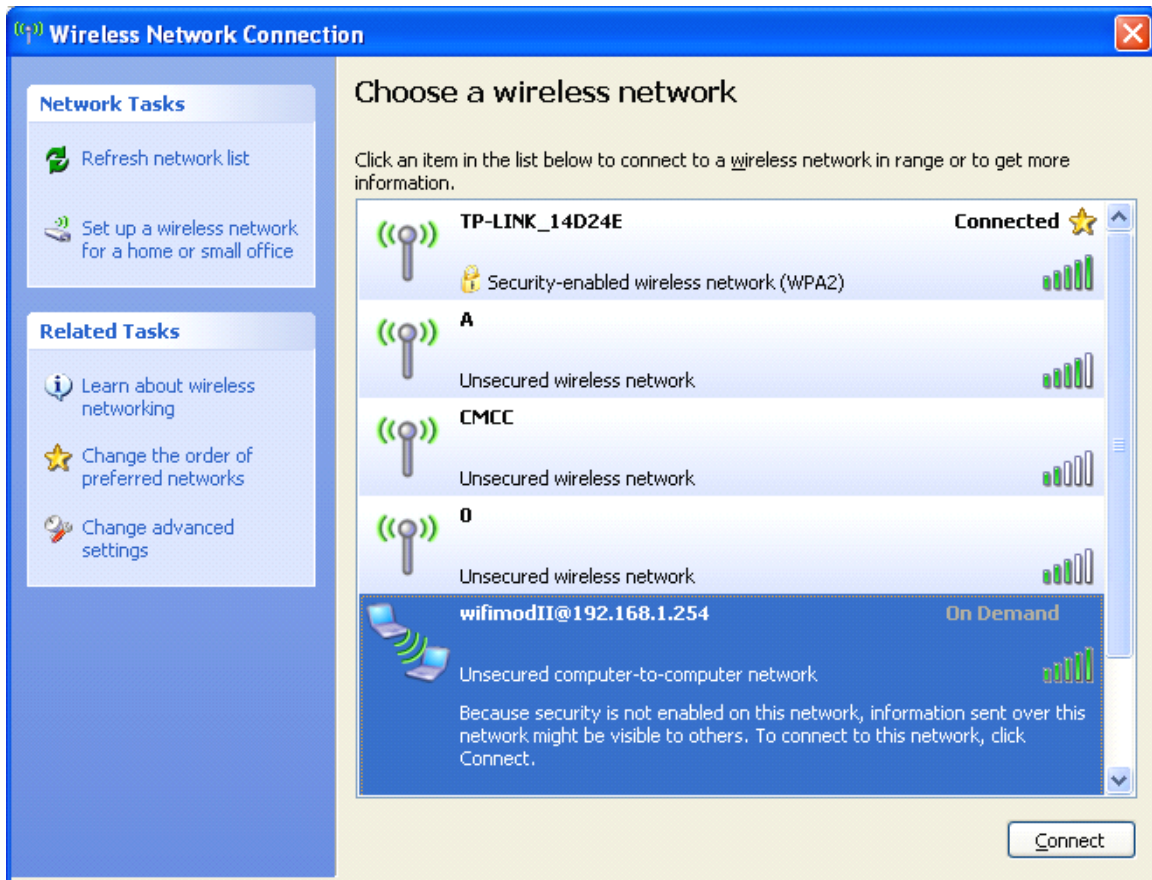 Wireless Network Connection
Network Tasks
Refresh network list
Set up a wireless network
for a home or small office
Related Tasks
Learn about wireless
networking
Change the order of
preferred networks
Change advanced
settings
Choose a wireless network
Click an item in the list below to connect to a wireless network in range or to get more
information.
TP-LINK_14D24E Connected
Security-enabled wireless network (WPA2)
A
Unsecured wireless network
CMCC
Unsecured wireless network
0
Unsecured wireless network
wifimodII@192.168.1.254 On Demand
Unsecured computer-to-computer network
Because security is not enabled on this network, information sent over this
network might be visible to others. To connect to this network, click
Connect.
Connect